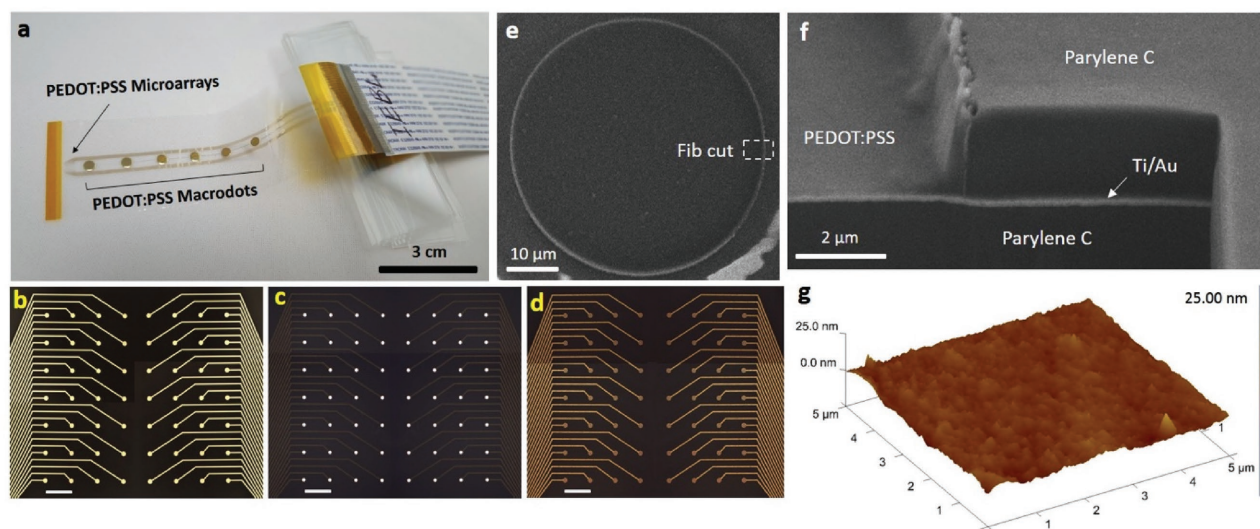 a
PEDOT:PSS Microarrays
PEDOT:PSS Macrodots
IEBL
3 cm
b
c
d
e
Fib cut
10 µm
f
Parylene C
PEDOT:PSS
Ti/Au
Parylene C
2 µm
g
25.00 nm
25.0 nm
0.0 nm
5 µm
4
3
2
1
1
2
3
4
5 µm
1